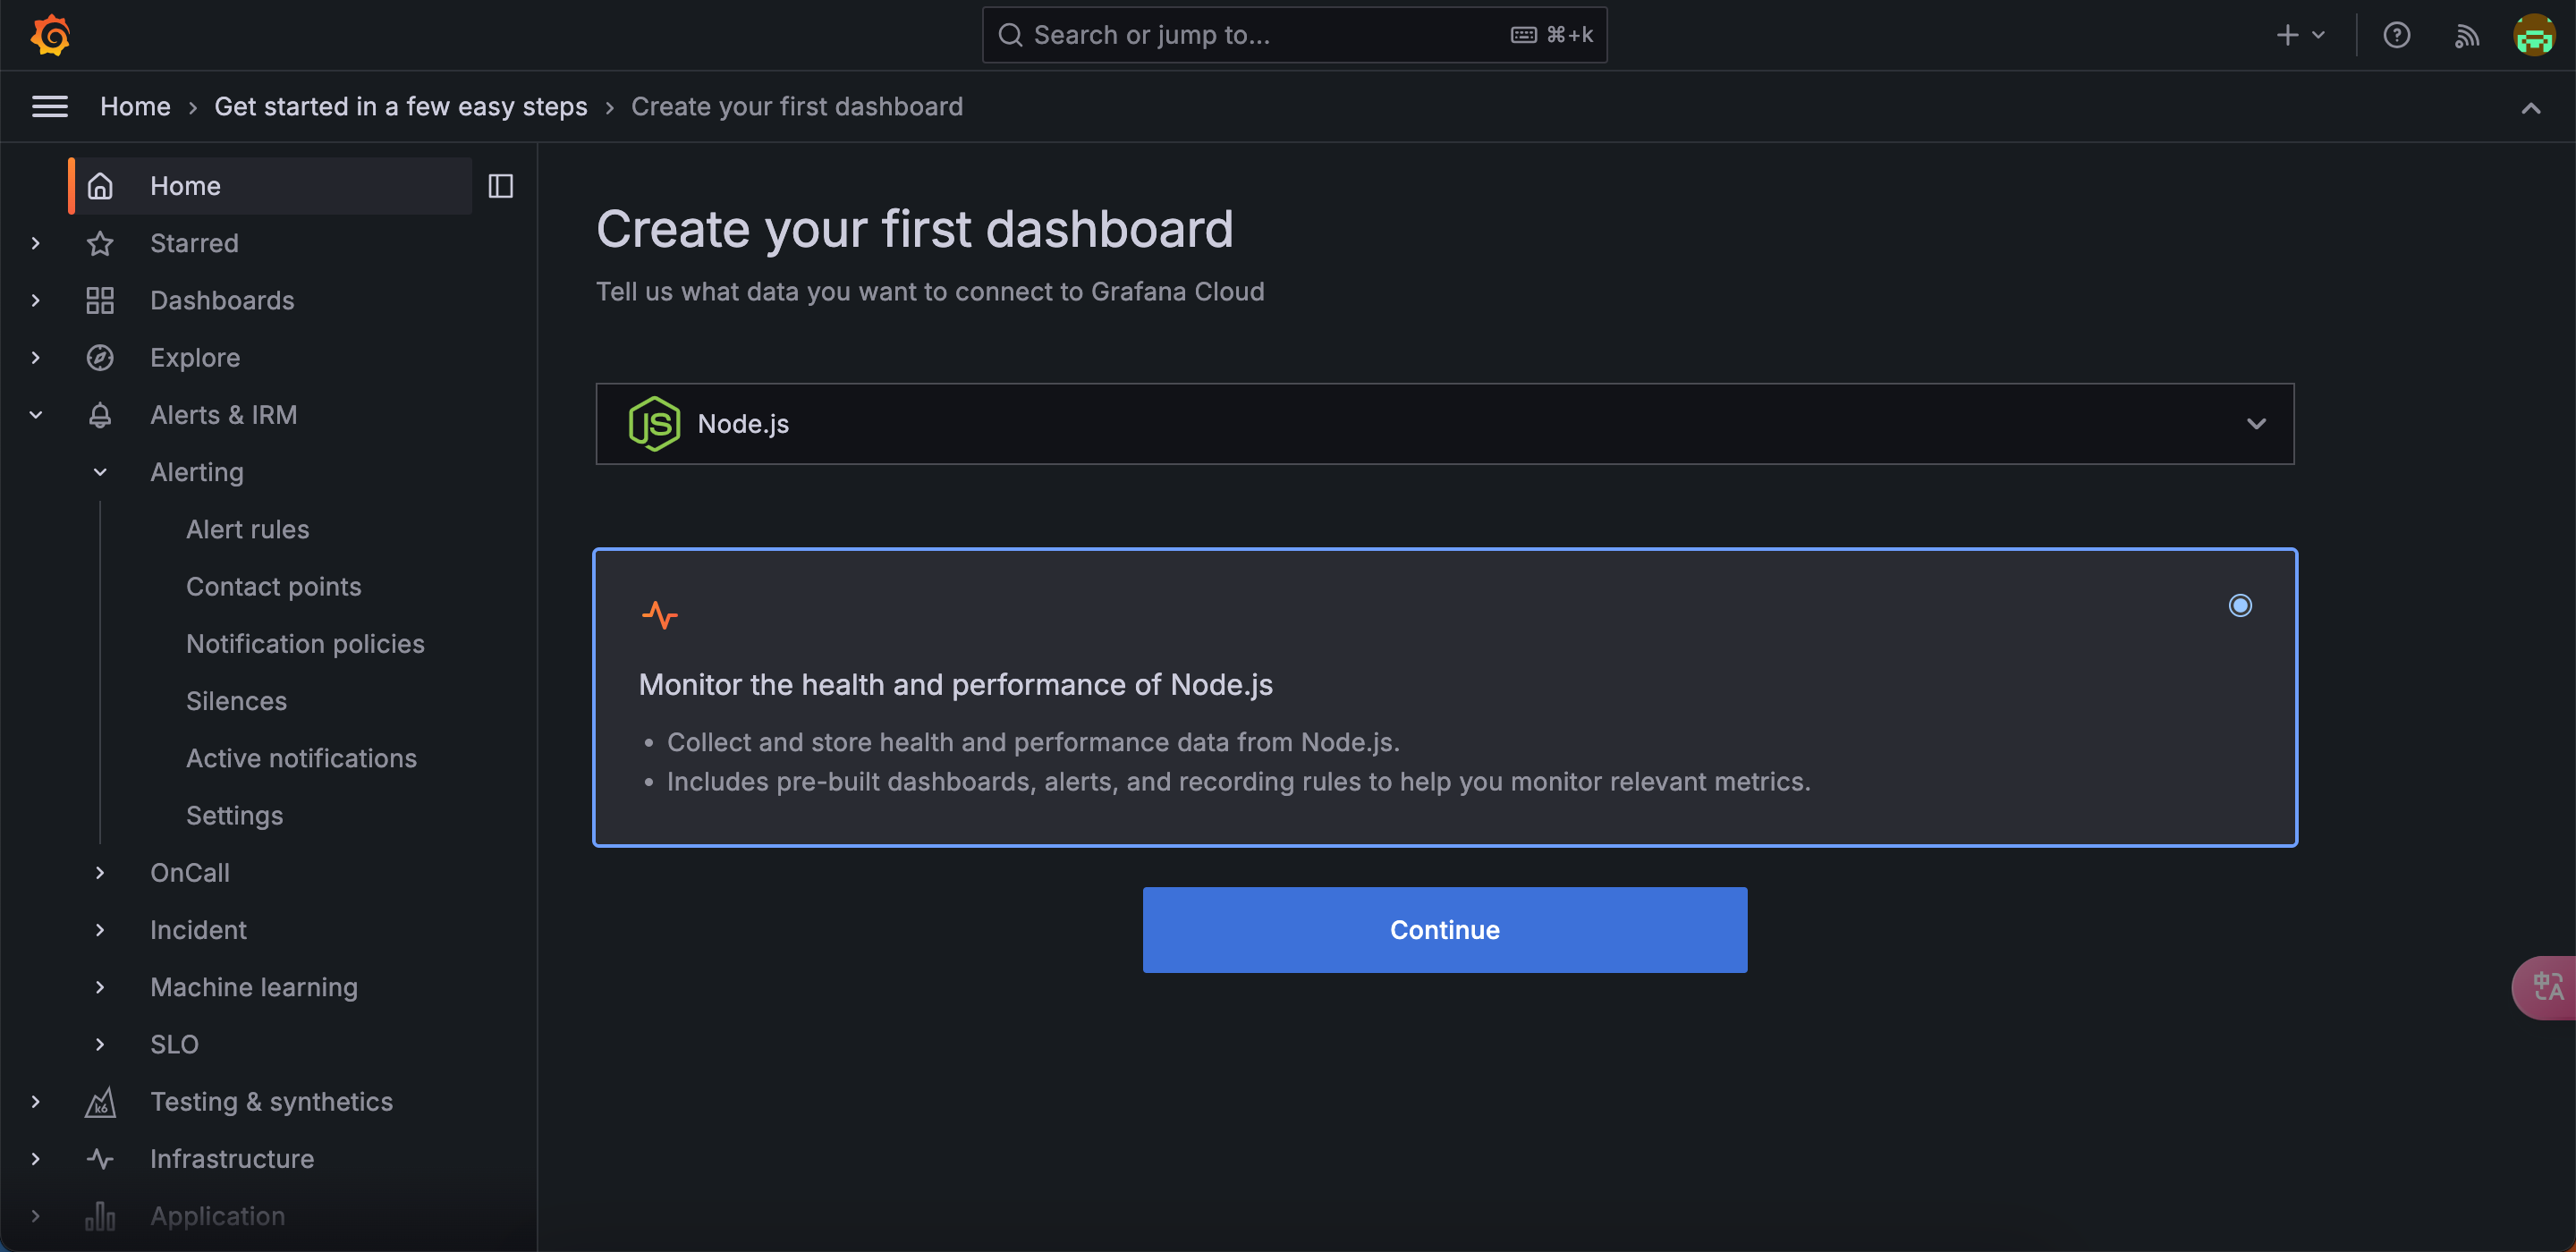 Search or jump to...
⌘+k
Home
Get started in a few easy steps
Create your first dashboard
Home
Starred
Dashboards
Explore
Alerts & IRM
Alerting
Alert rules
Contact points
Notification policies
Silences
Active notifications
Settings
OnCall
Incident
Machine learning
SLO
k6
Testing & synthetics
Infrastructure
Application
Create your first dashboard
Tell us what data you want to connect to Grafana Cloud
JS
Node.js
Monitor the health and performance of Node.js
• Collect and store health and performance data from Node.js.
• Includes pre-built dashboards, alerts, and recording rules to help you monitor relevant metrics.
Continue
中A